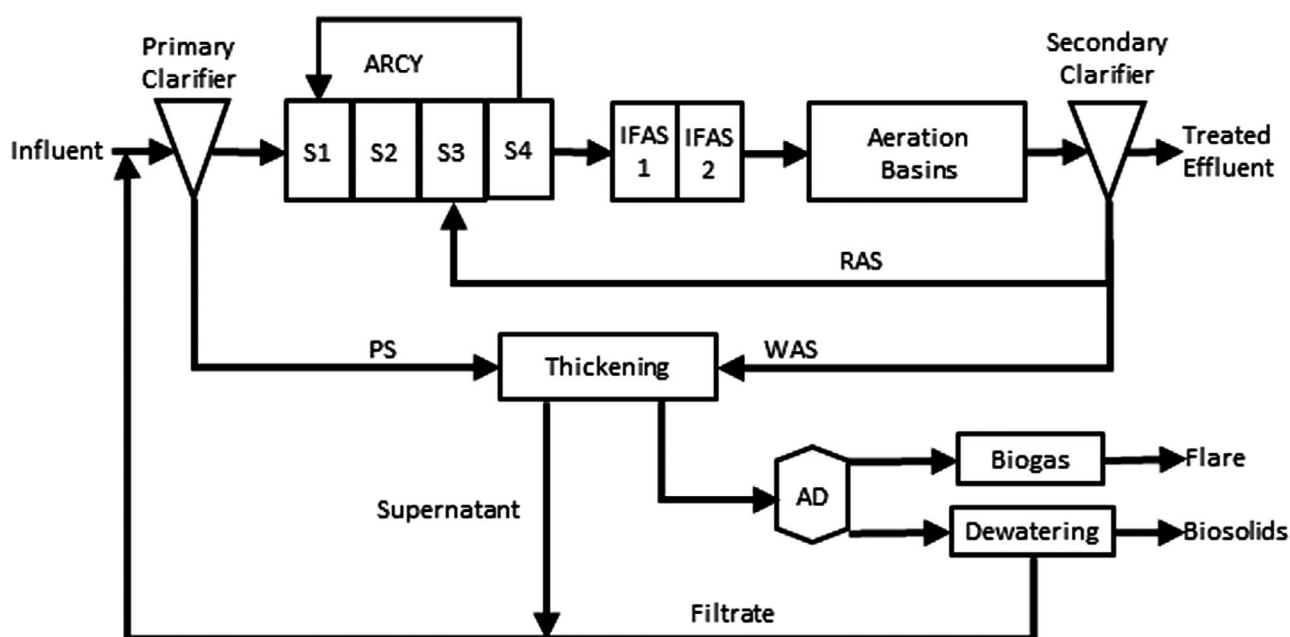 Primary
Clarifier
ARCY
Secondary
Clarifier
Influent
S1
S2
S3
S4
IFAS
1
IFAS
2
Aeration
Basins
Treated
Effluent
RAS
PS
Thickening
WAS
Supernatant
AD
Biogas
Flare
Dewatering
Biosolids
Filtrate